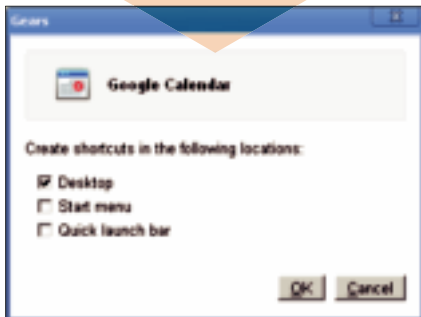 Gears
Google Calendar
Create shortcuts in the following locations:
Desktop
Start menu
Quick launch bar
OK Cancel